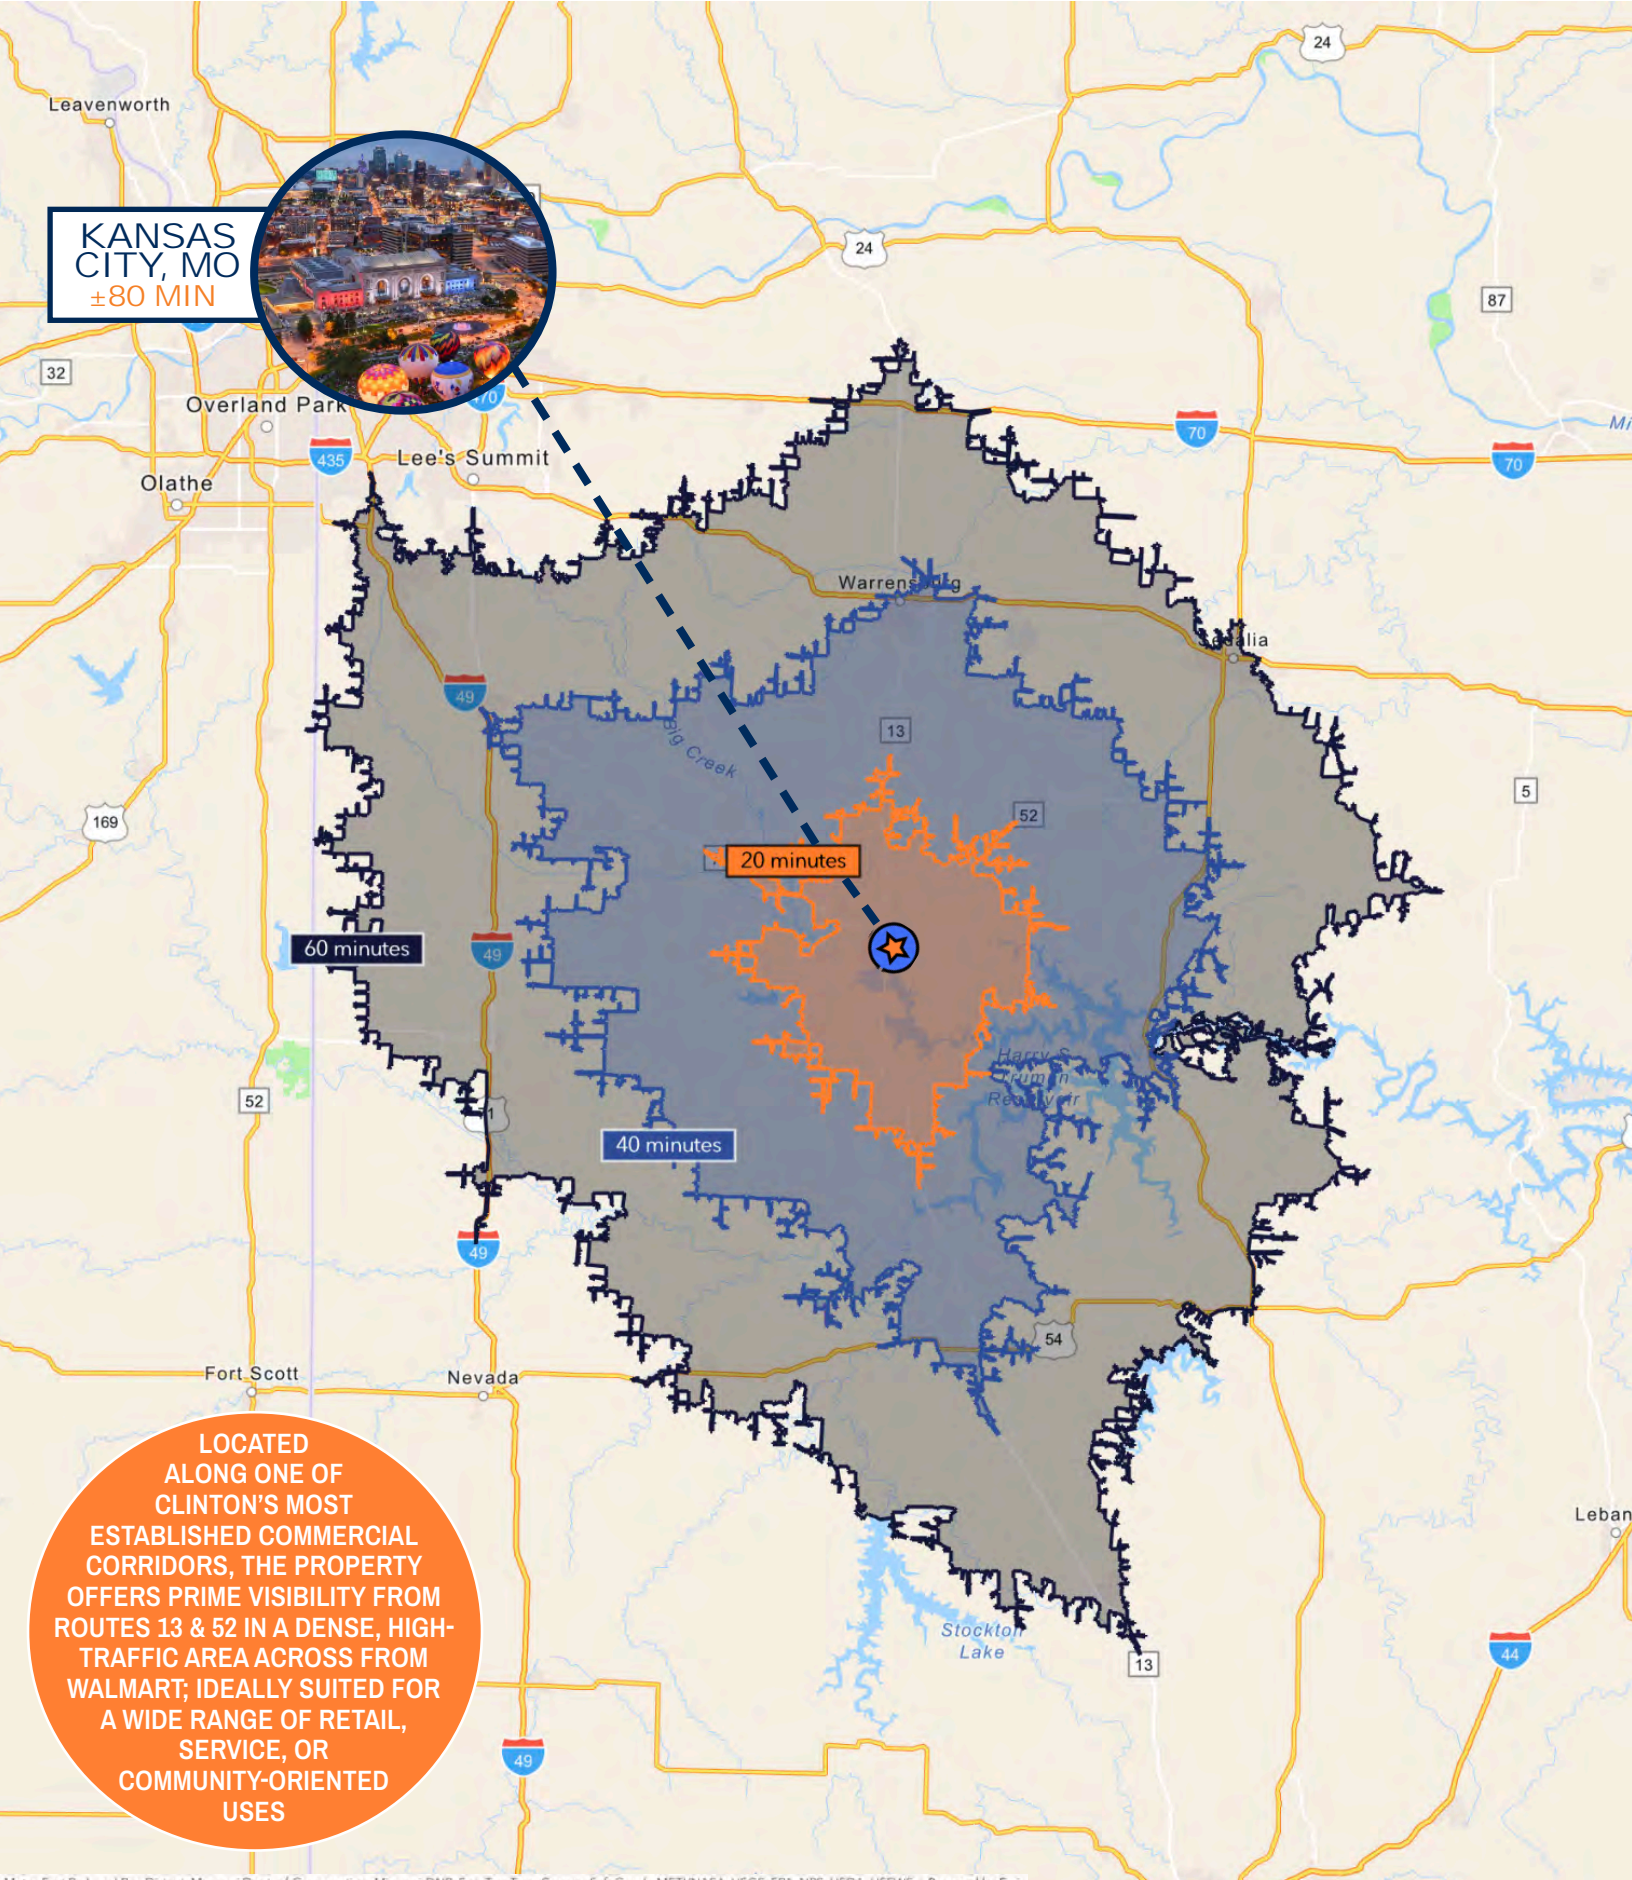 24
Leavenworth
KANSAS
CITY, MO
±80 MIN
24
87
32
Overland Park
70
435
Lee's Summit
70
70
Olathe
Warrensburg
Sedalia
49
13
Big Creek
52
5
169
20 minutes
60 minutes
49
Harry S
Truman
Reservoir
52
40 minutes
49
54
Fort Scott
Nevada
LOCATED
ALONG ONE OF
CLINTON'S MOST
ESTABLISHED COMMERCIAL
CORRIDORS, THE PROPERTY
OFFERS PRIME VISIBILITY FROM
ROUTES 13 & 52 IN A DENSE, HIGH-
TRAFFIC AREA ACROSS FROM
WALMART; IDEALLY SUITED FOR
A WIDE RANGE OF RETAIL,
SERVICE, OR
COMMUNITY-ORIENTED
USES
Leban
Stockton
Lake
13
44
49